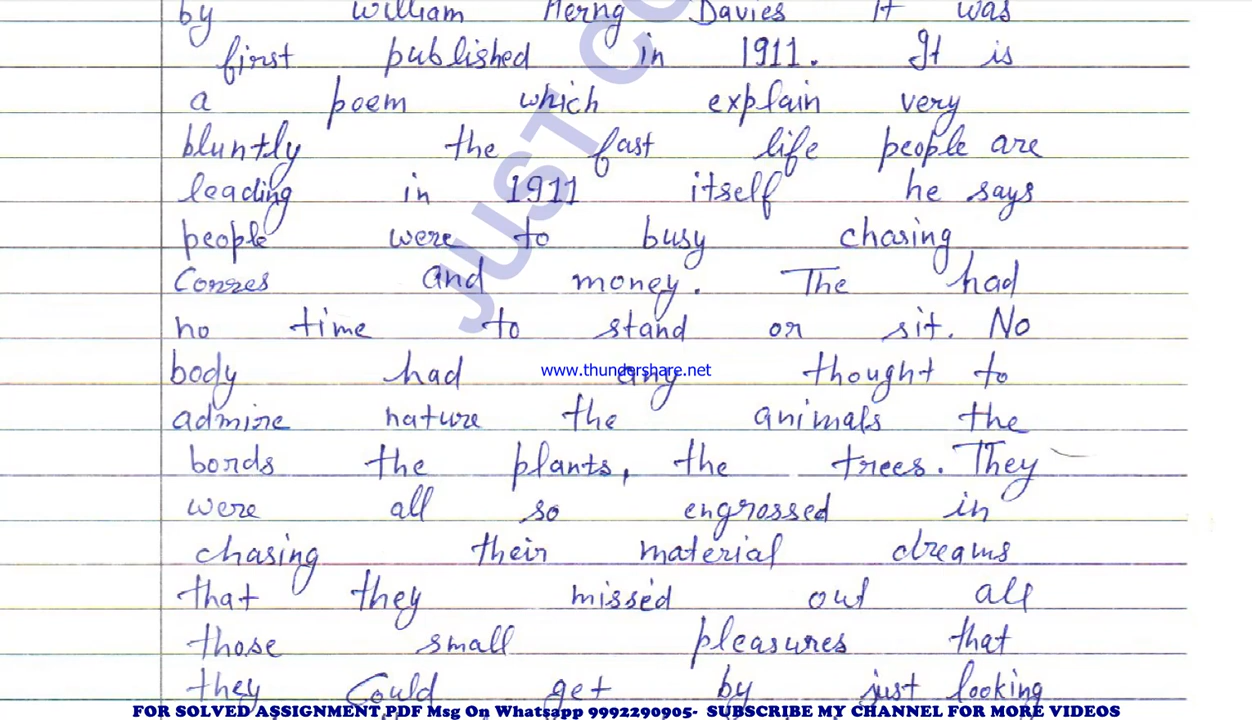 by William Herng Davies It was
first published in 1911. It is
a poem which explain very
bluntly the fast life people are
leading in 1911 itself he says
people were to busy chasing
Conres and money. The had
no time to stand or sit. No
body had any thought to
www.thundershare.net
admire nature the animals the
bords the plants, the trees. They
were all so engrossed in
chasing their material dreams
that they missed out all
those small pleasures that
they Could get by just looking
JUST CO
FOR SOLVED ASSIGNMENT PDF Msg On Whatsapp 9992290905- SUBSCRIBE MY CHANNEL FOR MORE VIDEOS